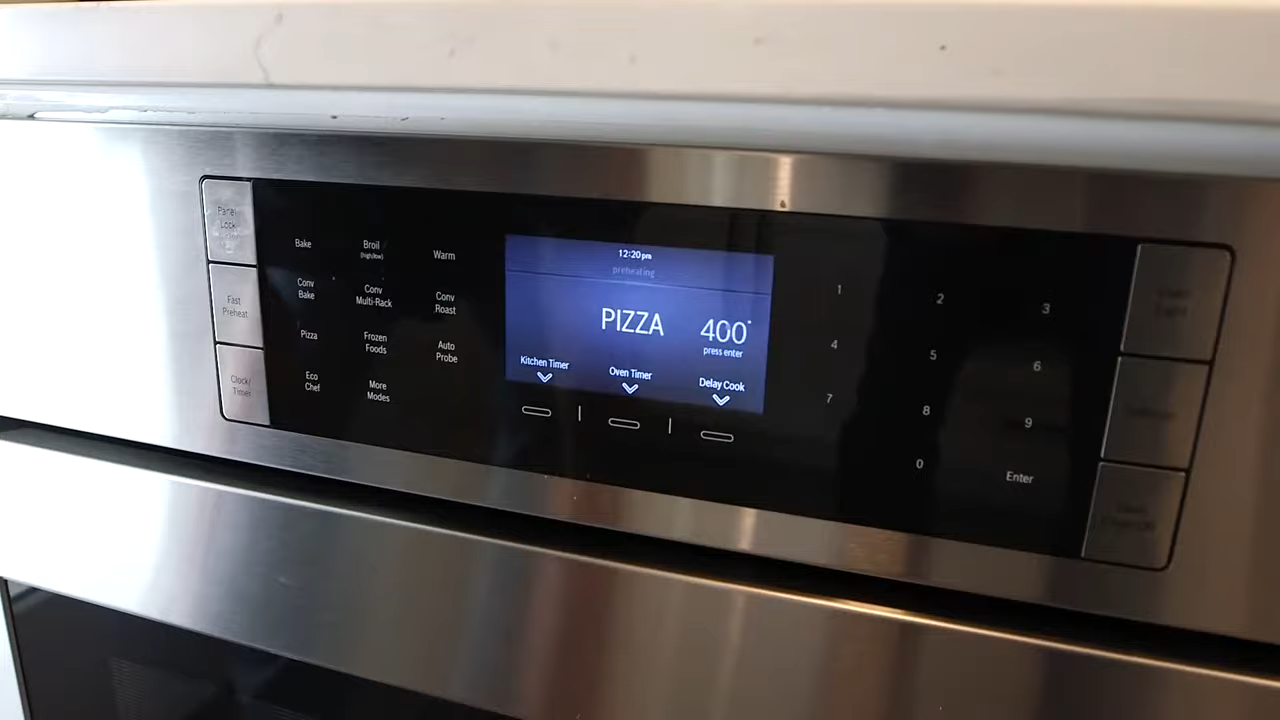 Panel
Lock
Fast
Preheat
Clock/
Timer
Bake
Broil
(high/low)
Warm
Conv
Bake
Conv
Multi-Rack
Conv
Roast
Pizza
Frozen
Foods
Auto
Probe
Eco
Chef
More
Modes
12:20 pm
preheating
PIZZA
400°
press enter
Kitchen Timer
Oven Timer
Delay Cook
1
2
3
4
5
6
7
8
9
0
Enter